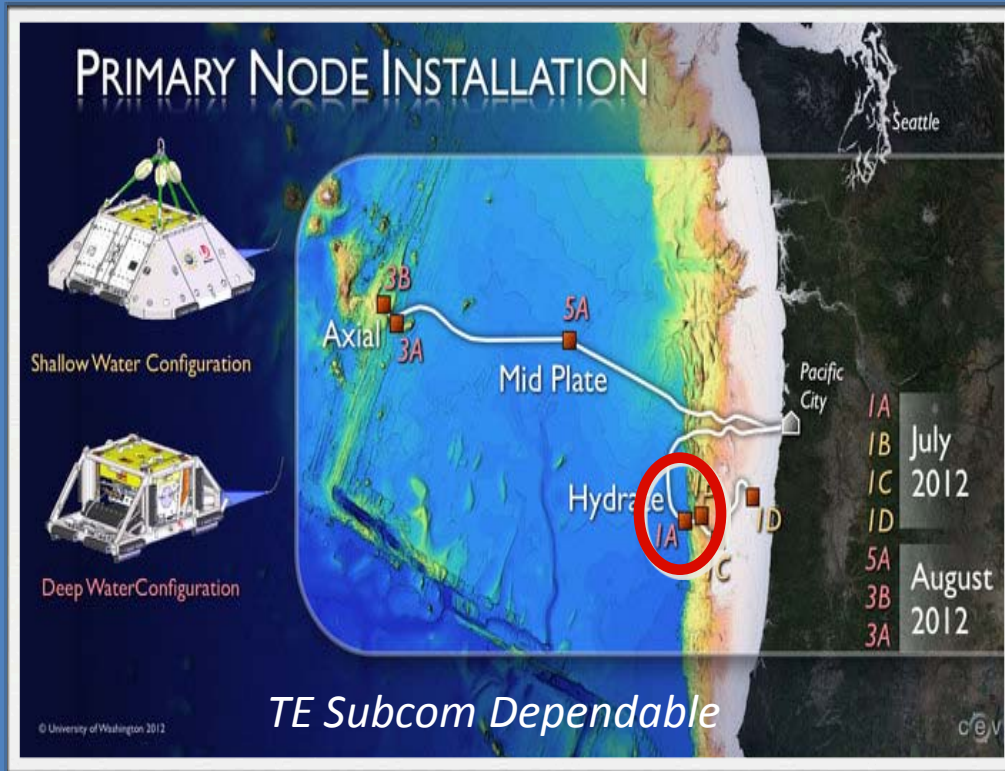 PRIMARY NODE INSTALLATION
Seattle
3B
5A
Axial
3A
Shallow Water Configuration
Mid Plate
Pacific
City
1A
1B
July
1C
2012
1D
Hydrate
1D
1A
1C
5A
August
3B
2012
3A
Deep WaterConfiguration
© University of Washington 2012
TE Subcom Dependable
cev